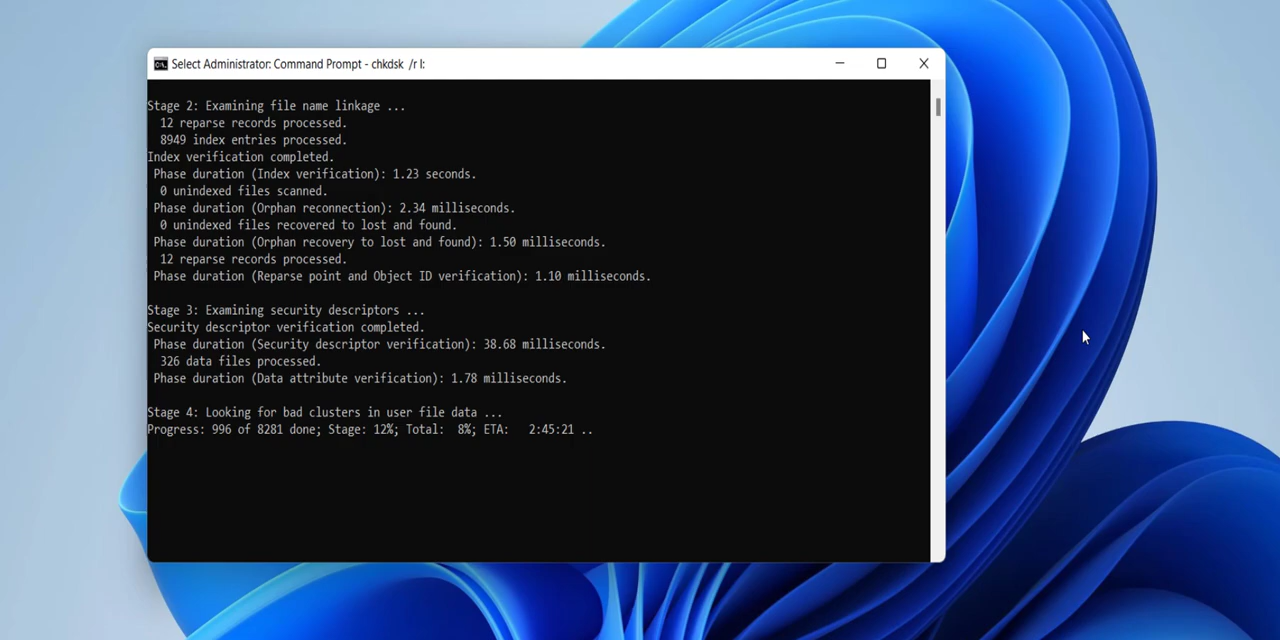 Select Administrator: Command Prompt - chkdsk /r I:
Stage 2: Examining file name linkage ...
12 reparse records processed.
8949 index entries processed.
Index verification completed.
Phase duration (Index verification): 1.23 seconds.
0 unindexed files scanned.
Phase duration (Orphan reconnection): 2.34 milliseconds.
0 unindexed files recovered to lost and found.
Phase duration (Orphan recovery to lost and found): 1.50 milliseconds.
12 reparse records processed.
Phase duration (Reparse point and Object ID verification): 1.10 milliseconds.
Stage 3: Examining security descriptors ...
Security descriptor verification completed.
Phase duration (Security descriptor verification): 38.68 milliseconds.
326 data files processed.
Phase duration (Data attribute verification): 1.78 milliseconds.
Stage 4: Looking for bad clusters in user file data ...
Progress: 996 of 8281 done; Stage: 12%; Total:  8%; ETA:   2:45:21 ..